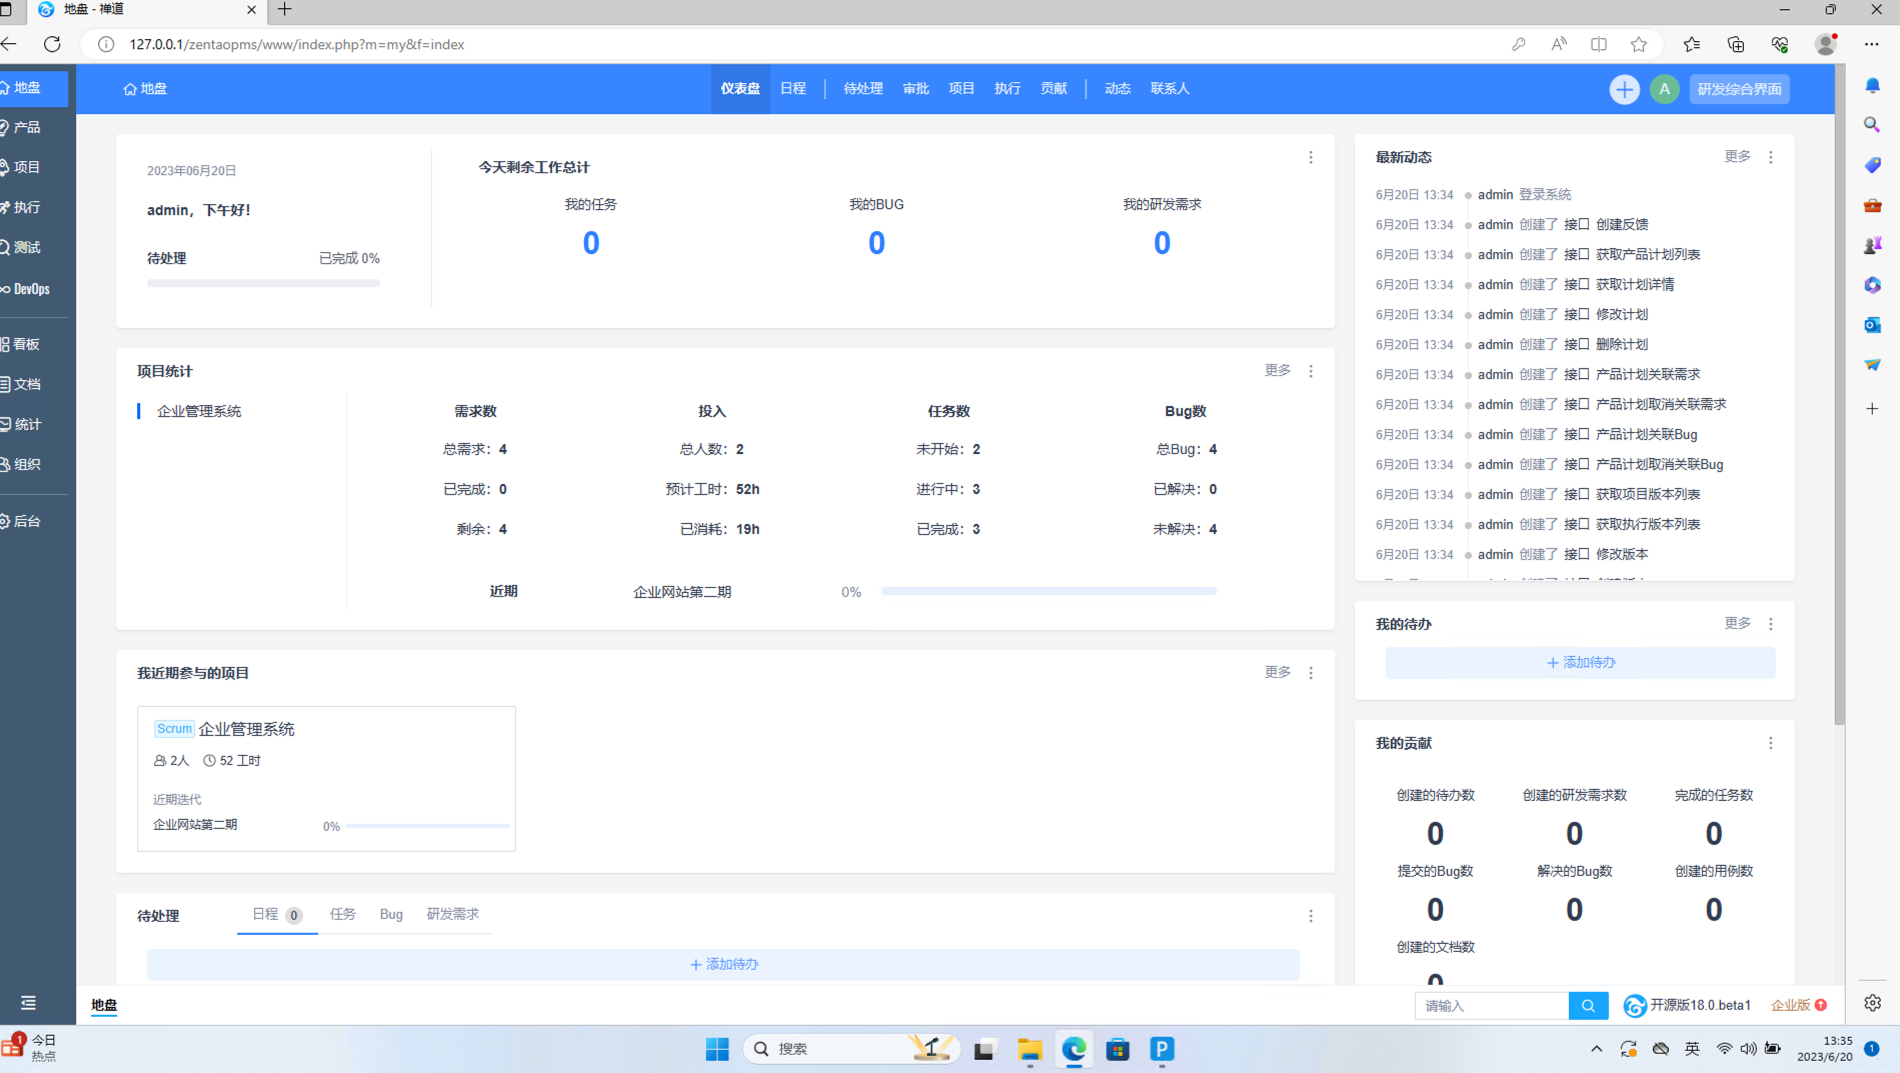 地盘 - 禅道
127.0.0.1/zentaopms/www/index.php?m=my&f=index
地盘
产品
项目
执行
测试
DevOps
看板
文档
统计
组织
后台
地盘
仪表盘 日程 待处理 审批 项目 执行 贡献 动态 联系人
A 研发综合界面
2023年06月20日
admin，下午好！
待处理 已完成 0%
今天剩余工作总计
我的任务 我的BUG 我的研发需求
0 0 0
项目统计 更多
企业管理系统
需求数 投入 任务数 Bug数
总需求：4 总人数：2 未开始：2 总Bug：4
已完成：0 预计工时：52h 进行中：3 已解决：0
剩余：4 已消耗：19h 已完成：3 未解决：4
近期 企业网站第二期 0%
我近期参与的项目 更多
Scrum 企业管理系统
2人 52 工时
近期迭代
企业网站第二期 0%
待处理 日程 0 任务 Bug 研发需求
+ 添加待办
最新动态 更多
6月20日 13:34 admin 登录系统
6月20日 13:34 admin 创建了 接口 创建反馈
6月20日 13:34 admin 创建了 接口 获取产品计划列表
6月20日 13:34 admin 创建了 接口 获取计划详情
6月20日 13:34 admin 创建了 接口 修改计划
6月20日 13:34 admin 创建了 接口 删除计划
6月20日 13:34 admin 创建了 接口 产品计划关联需求
6月20日 13:34 admin 创建了 接口 产品计划取消关联需求
6月20日 13:34 admin 创建了 接口 产品计划关联Bug
6月20日 13:34 admin 创建了 接口 产品计划取消关联Bug
6月20日 13:34 admin 创建了 接口 获取项目版本列表
6月20日 13:34 admin 创建了 接口 获取执行版本列表
6月20日 13:34 admin 创建了 接口 修改版本
我的待办 更多
+ 添加待办
我的贡献
创建的待办数 创建的研发需求数 完成的任务数
0 0 0
提交的Bug数 解决的Bug数 创建的用例数
0 0 0
创建的文档数
0
地盘
请输入
开源版18.0.beta1 企业版
1 今日
热点
搜索
P
英
13:35
2023/6/20
1